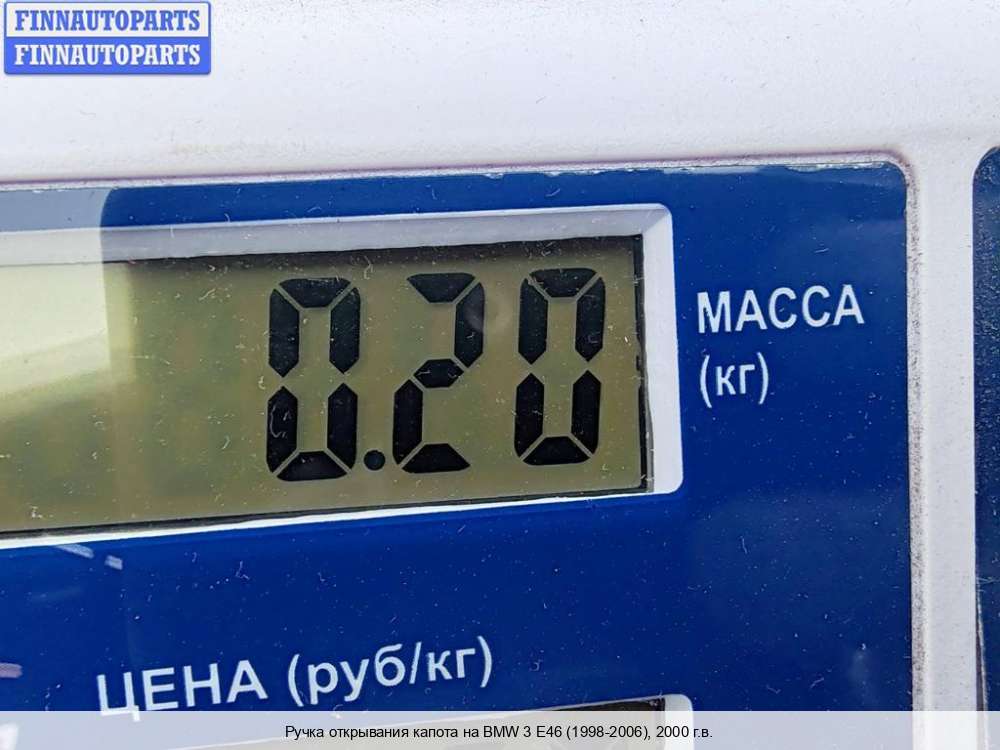 FINNAUTOPARTS
FINNAUTOPARTS
0.20
МАССА
(кг)
ЦЕНА (руб/кг)
Ручка открывания капота на BMW 3 E46 (1998-2006), 2000 г.в.